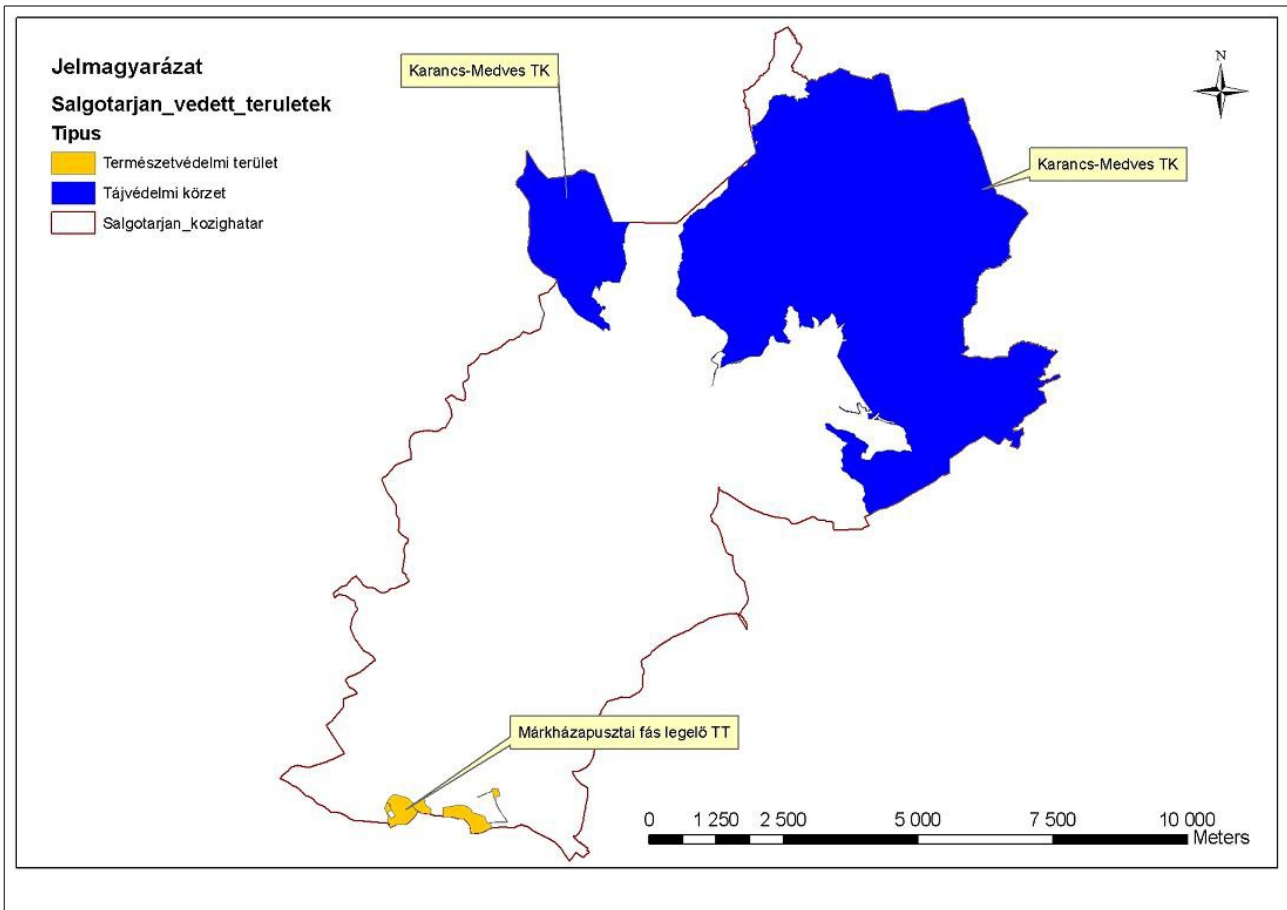 Jelmagyarázat
Salgotarjan_vedett_teruletek
Tipus
Természetvédelmi terület
Tájvédelmi körzet
Salgotarjan_kozighatar
Karancs-Medves TK
N
Karancs-Medves TK
Márkházapusztai fás legelő TT
0 1 250 2 500 5 000 7 500 10 000
Meters